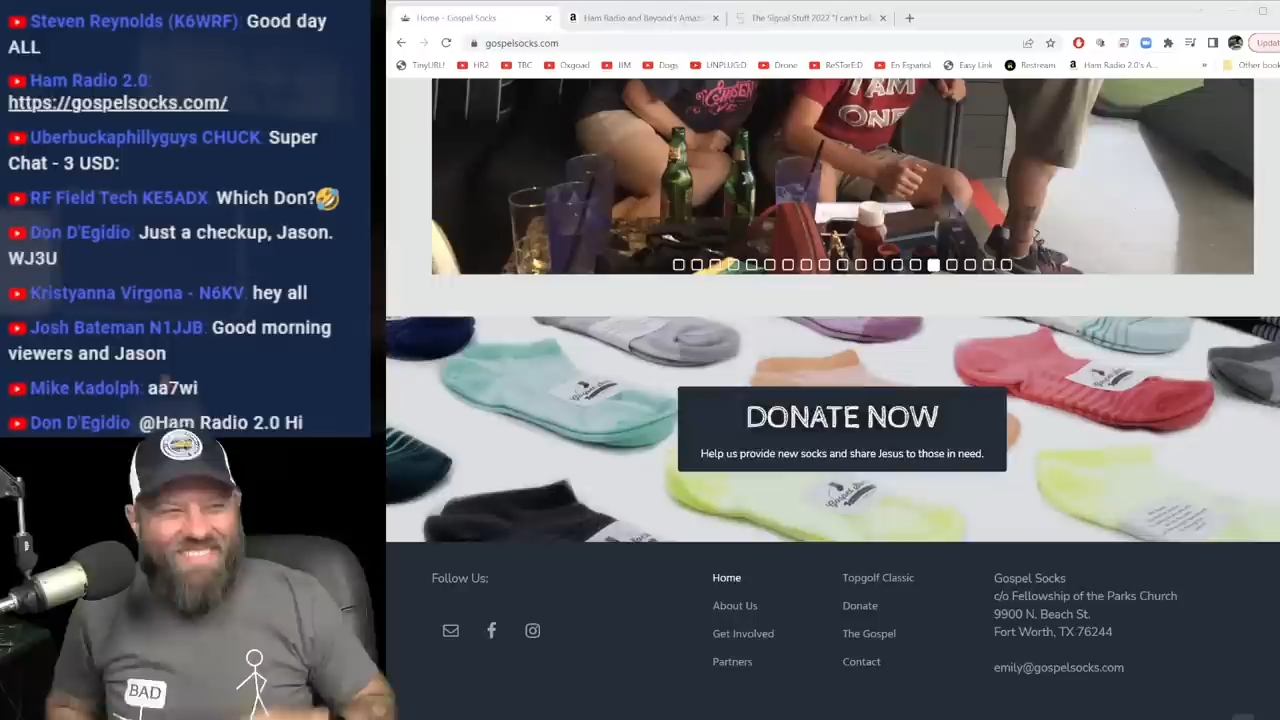 Steven Reynolds (K6WRF): Good day
ALL
Ham Radio 2.0:
https://gospelsocks.com/
Uberbuckaphillyguys CHUCK: Super
Chat - 3 USD:
RF Field Tech KE5ADX: Which Don?🤣
Don D'Egidio: Just a checkup, Jason.
WJ3U
Kristyanna Virgona - N6KV: hey all
Josh Bateman N1JJB: Good morning
viewers and Jason
Mike Kadolph: aa7wi
Don D'Egidio: @Ham Radio 2.0 Hi
BAD
Home - Gospel Socks
Ham Radio and Beyond's Amaz
The Signal Stuff 2022 "I can't bel
gospelsocks.com
Updat
TinyURL!
HR2
TBC
Oxgoad
IIM
Dogs
UNPLUG:D
Drone
ReSTorED
En Español
Easy Link
Restream
Ham Radio 2.0's A...
»
Other book
I AM
ONE
DONATE NOW
Help us provide new socks and share Jesus to those in need.
Follow Us:
Home
About Us
Get Involved
Partners
Topgolf Classic
Donate
The Gospel
Contact
Gospel Socks
c/o Fellowship of the Parks Church
9900 N. Beach St.
Fort Worth, TX 76244
emily@gospelsocks.com